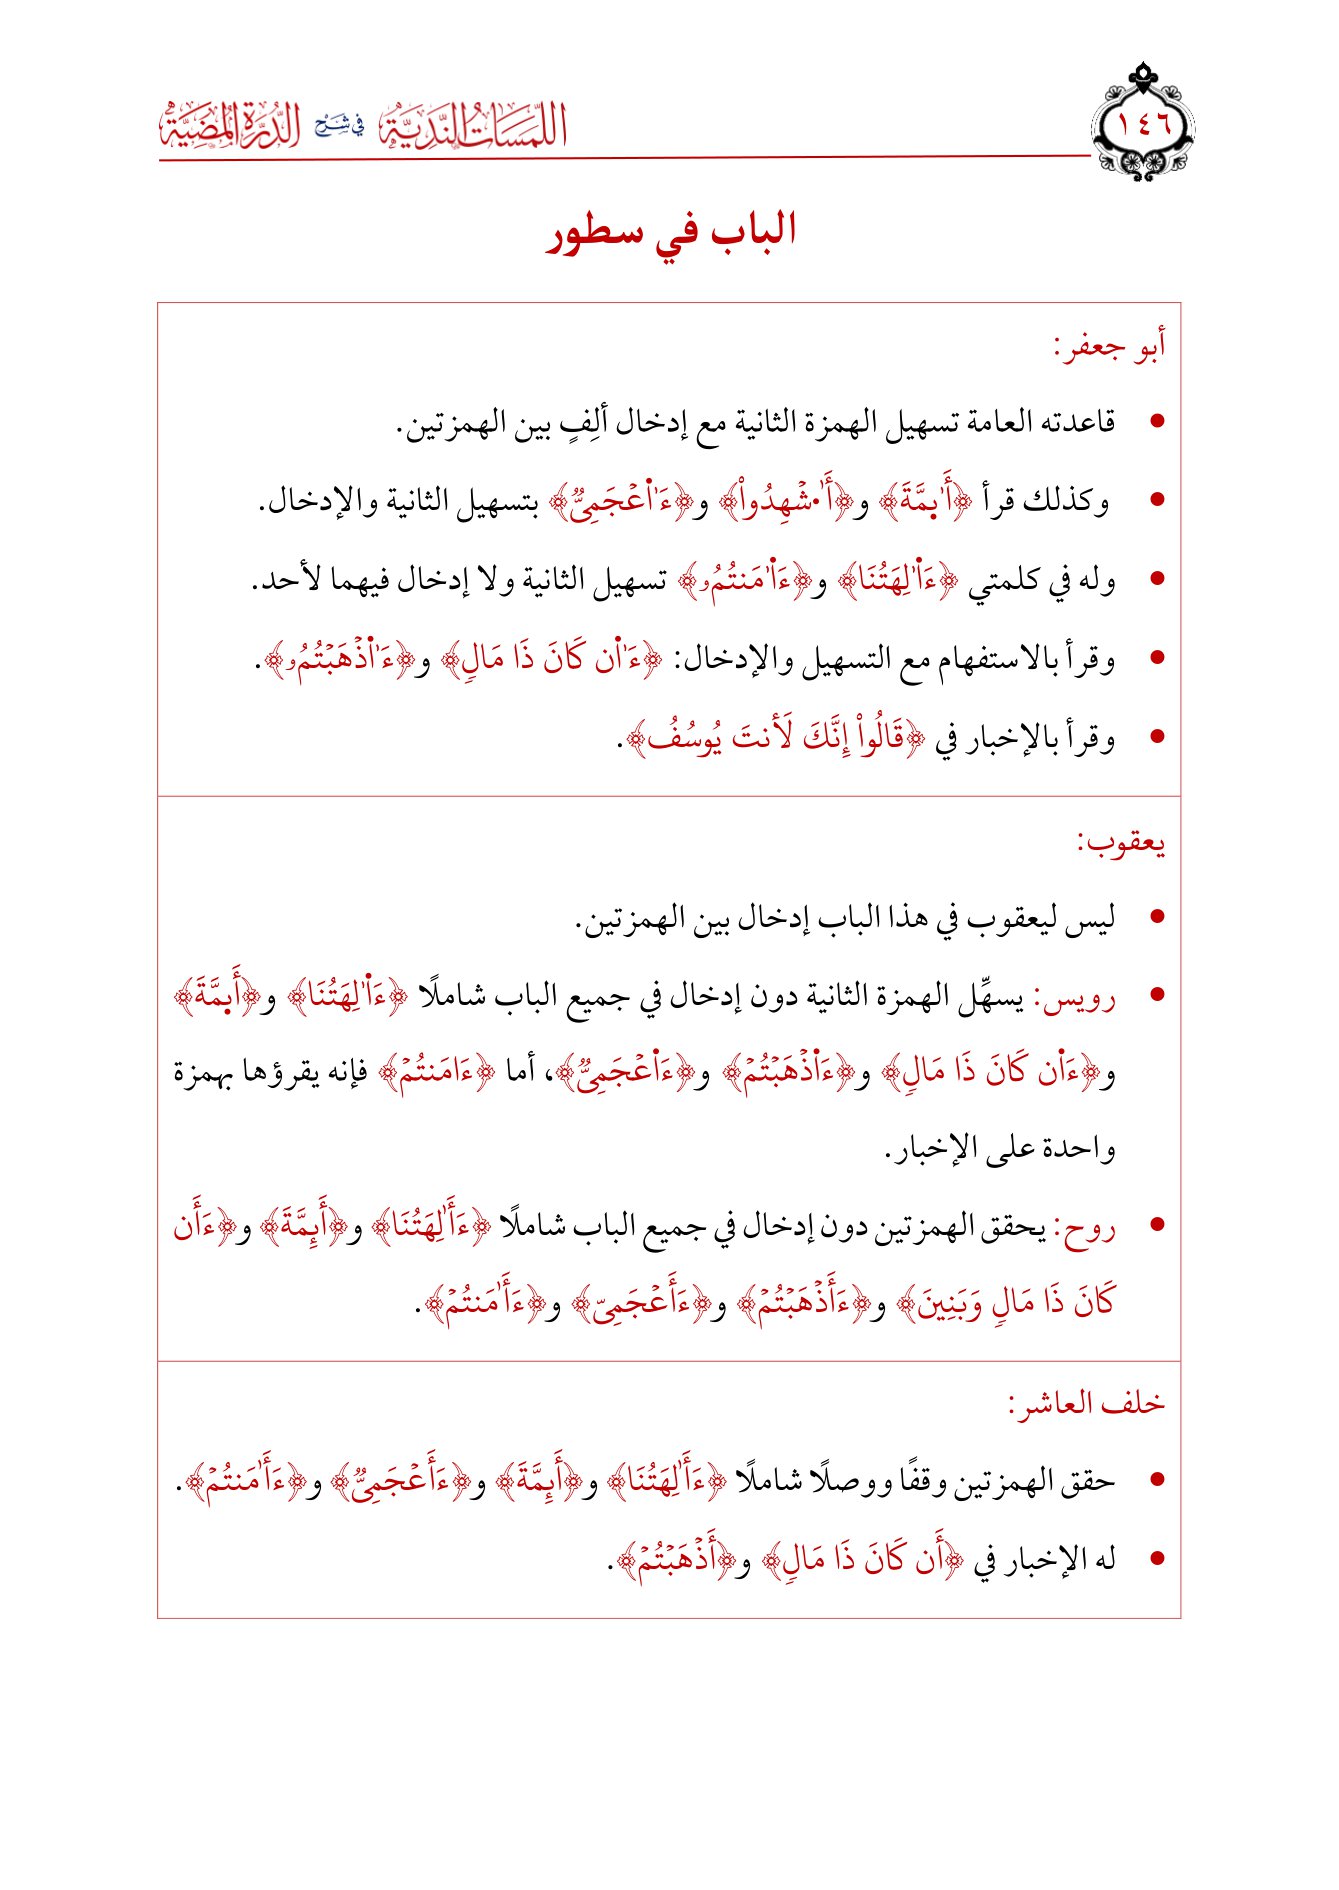 ١٤٦
اللمسات الندية في شرح الدرة المضية
الباب في سطور
أبو جعفر:
• قاعدته العامة تسهيل الهمزة الثانية مع إدخال ألِفٍ بين الهمزتين.
• وكذلك قرأ ﴿أَٰ۬ىِٕمَّةَ﴾ و﴿أَٰ۟شۡهِدُواْ﴾ و﴿ءَا۬عۡجَمِيّٞ﴾ بتسهيل الثانية والإدخال.
• وله في كلمتي ﴿ءَا۬لِهَتُنَا﴾ و﴿ءَا۬مَنتُمُۥ﴾ تسهيل الثانية ولا إدخال فيهما لأحد.
• وقرأ بالاستفهام مع التسهيل والإدخال: ﴿ءَٰا۬ن كَانَ ذَا مَالٖ﴾ و﴿ءَٰا۬ذۡهَبۡتُمُۥ﴾.
• وقرأ بالإخبار في ﴿قَالُواْ إِنَّكَ لَأَنتَ يُوسُفُ﴾.
يعقوب:
• ليس ليعقوب في هذا الباب إدخال بين الهمزتين.
• رويس: يسهِّل الهمزة الثانية دون إدخال في جميع الباب شاملًا ﴿ءَا۬لِهَتُنَا﴾ و﴿أَىِٕمَّةَ﴾
و﴿ءَا۬ن كَانَ ذَا مَالٖ﴾ و﴿ءَا۬ذۡهَبۡتُمۡ﴾ و﴿ءَا۬عۡجَمِيّٞ﴾، أما ﴿ءَامَنتُمۡ﴾ فإنه يقرؤها بهمزة
واحدة على الإخبار.
• روح: يحقق الهمزتين دون إدخال في جميع الباب شاملًا ﴿ءَأَٰلِهَتُنَا﴾ و﴿أَئِمَّةَ﴾ و﴿ءَأَن
كَانَ ذَا مَالٖ وَبَنِينَ﴾ و﴿ءَأَذۡهَبۡتُمۡ﴾ و﴿ءَأَعۡجَمِيّ﴾ و﴿ءَأَٰمَنتُمۡ﴾.
خلف العاشر:
• حقق الهمزتين وقفًا ووصلًا شاملًا ﴿ءَأَٰلِهَتُنَا﴾ و﴿أَئِمَّةَ﴾ و﴿ءَأَعۡجَمِيّٞ﴾ و﴿ءَأَٰمَنتُمۡ﴾.
• له الإخبار في ﴿أَن كَانَ ذَا مَالٖ﴾ و﴿أَذۡهَبۡتُمۡ﴾.